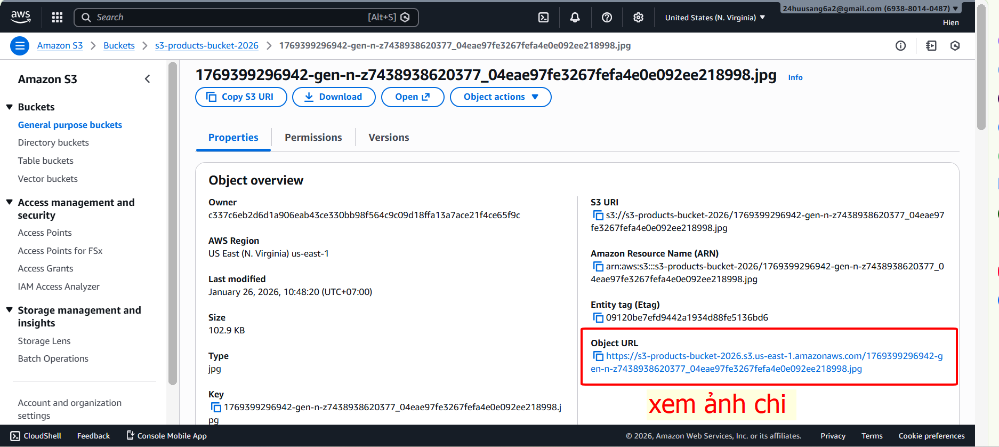 aws
Search
[Alt+S]
United States (N. Virginia)
24huusang6a2@gmail.com (6938-8014-0487)
Hien
Amazon S3
Buckets
s3-products-bucket-2026
1769399296942-gen-n-z7438938620377_04eae97fe3267fefa4e0e092ee218998.jpg
Amazon S3
Buckets
General purpose buckets
Directory buckets
Table buckets
Vector buckets
Access management and
security
Access Points
Access Points for FSx
Access Grants
IAM Access Analyzer
Storage management and
insights
Storage Lens
Batch Operations
Account and organization
settings
1769399296942-gen-n-z7438938620377_04eae97fe3267fefa4e0e092ee218998.jpg
Info
Copy S3 URI
Download
Open
Object actions
Properties
Permissions
Versions
Object overview
Owner
c337c6eb2d6d1a906eab43ce330bb98f564c9c09d18ffa13a7ace21f4ce65f9c
AWS Region
US East (N. Virginia) us-east-1
Last modified
January 26, 2026, 10:48:20 (UTC+07:00)
Size
102.9 KB
Type
jpg
Key
1769399296942-gen-n-z7438938620377_04eae97fe3267fefa4e0e092ee218998.j
pg
S3 URI
s3://s3-products-bucket-2026/1769399296942-gen-n-z7438938620377_04eae97
fe3267fefa4e0e092ee218998.jpg
Amazon Resource Name (ARN)
arn:aws:s3:::s3-products-bucket-2026/1769399296942-gen-n-z7438938620377_0
4eae97fe3267fefa4e0e092ee218998.jpg
Entity tag (Etag)
09120be7efd9442a1934d88fe5136bd6
Object URL
https://s3-products-bucket-2026.s3.us-east-1.amazonaws.com/1769399296942-g
en-n-z7438938620377_04eae97fe3267fefa4e0e092ee218998.jpg
xem ảnh chi
CloudShell
Feedback
Console Mobile App
© 2026, Amazon Web Services, Inc. or its affiliates.
Privacy
Terms
Cookie preferences